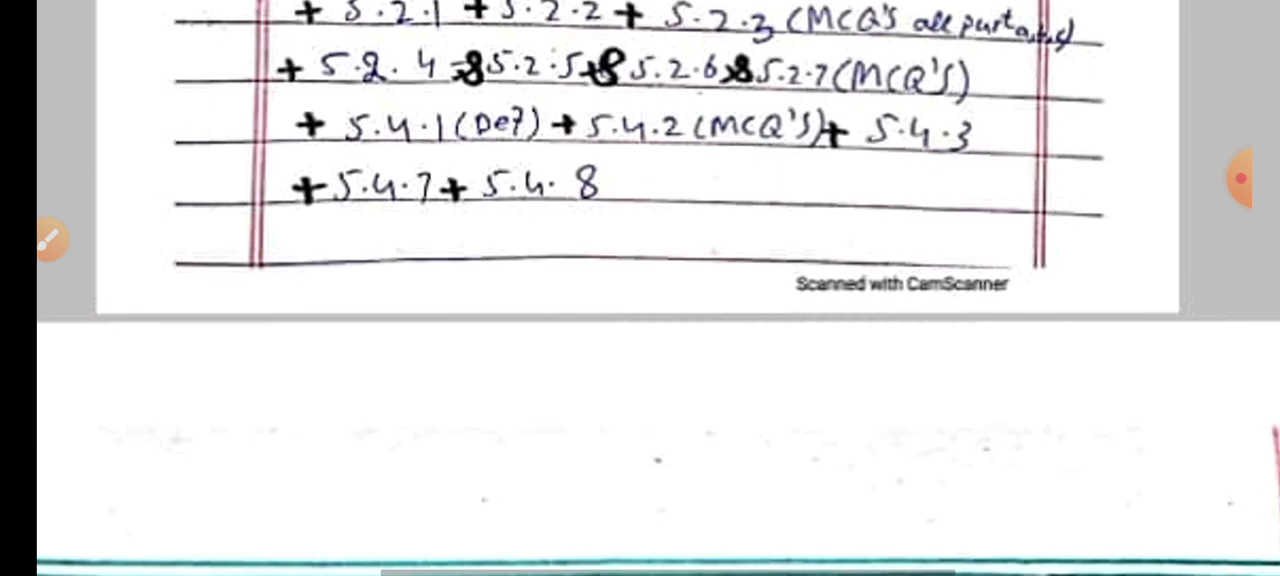 + 5.2.1 + 5.2.2 + 5.2.3 (MCQ's all part a,b,c)
+ 5.2.4 & 5.2.5 & 5.2.6 & 5.2.7 (MCQ'S)
+ 5.4.1 (Def) + 5.4.2 (MCQ'S) + 5.4.3
+ 5.4.7 + 5.4.8
Scanned with CamScanner